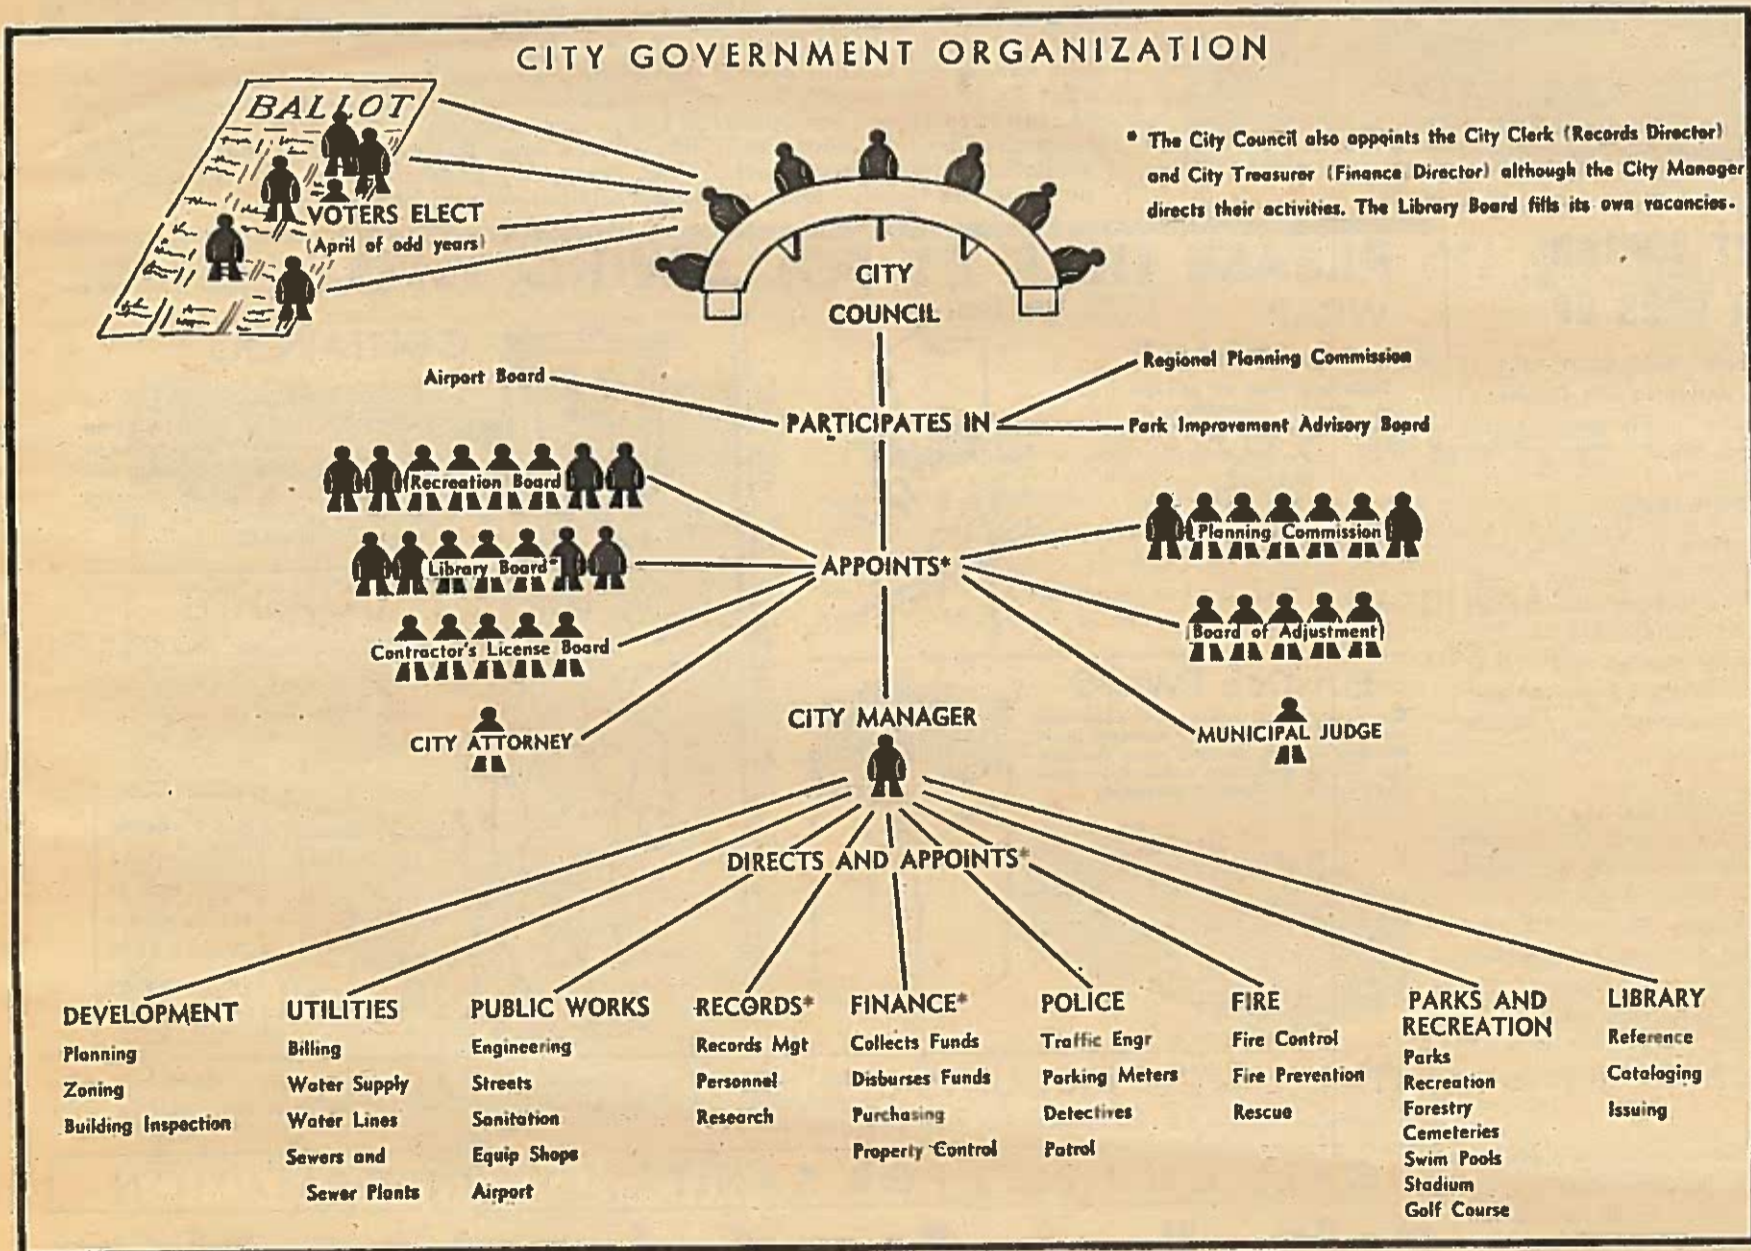 CITY GOVERNMENT ORGANIZATION
BALLOT
VOTERS ELECT
(April of odd years)
* The City Council also appoints the City Clerk (Records Director)
and City Treasurer (Finance Director) although the City Manager
directs their activities. The Library Board fills its own vacancies.
CITY
COUNCIL
Airport Board
PARTICIPATES IN
Regional Planning Commission
Park Improvement Advisory Board
Recreation Board
Library Board*
Contractor's License Board
CITY ATTORNEY
APPOINTS*
Planning Commission
Board of Adjustment
MUNICIPAL JUDGE
CITY MANAGER
DIRECTS AND APPOINTS*
DEVELOPMENT
Planning
Zoning
Building Inspection
UTILITIES
Billing
Water Supply
Water Lines
Sewers and
Sewer Plants
PUBLIC WORKS
Engineering
Streets
Sanitation
Equip Shops
Airport
RECORDS*
Records Mgt
Personnel
Research
FINANCE*
Collects Funds
Disburses Funds
Purchasing
Property Control
POLICE
Traffic Engr
Parking Meters
Detectives
Patrol
FIRE
Fire Control
Fire Prevention
Rescue
PARKS AND
RECREATION
Parks
Recreation
Forestry
Cemeteries
Swim Pools
Stadium
Golf Course
LIBRARY
Reference
Cataloging
Issuing